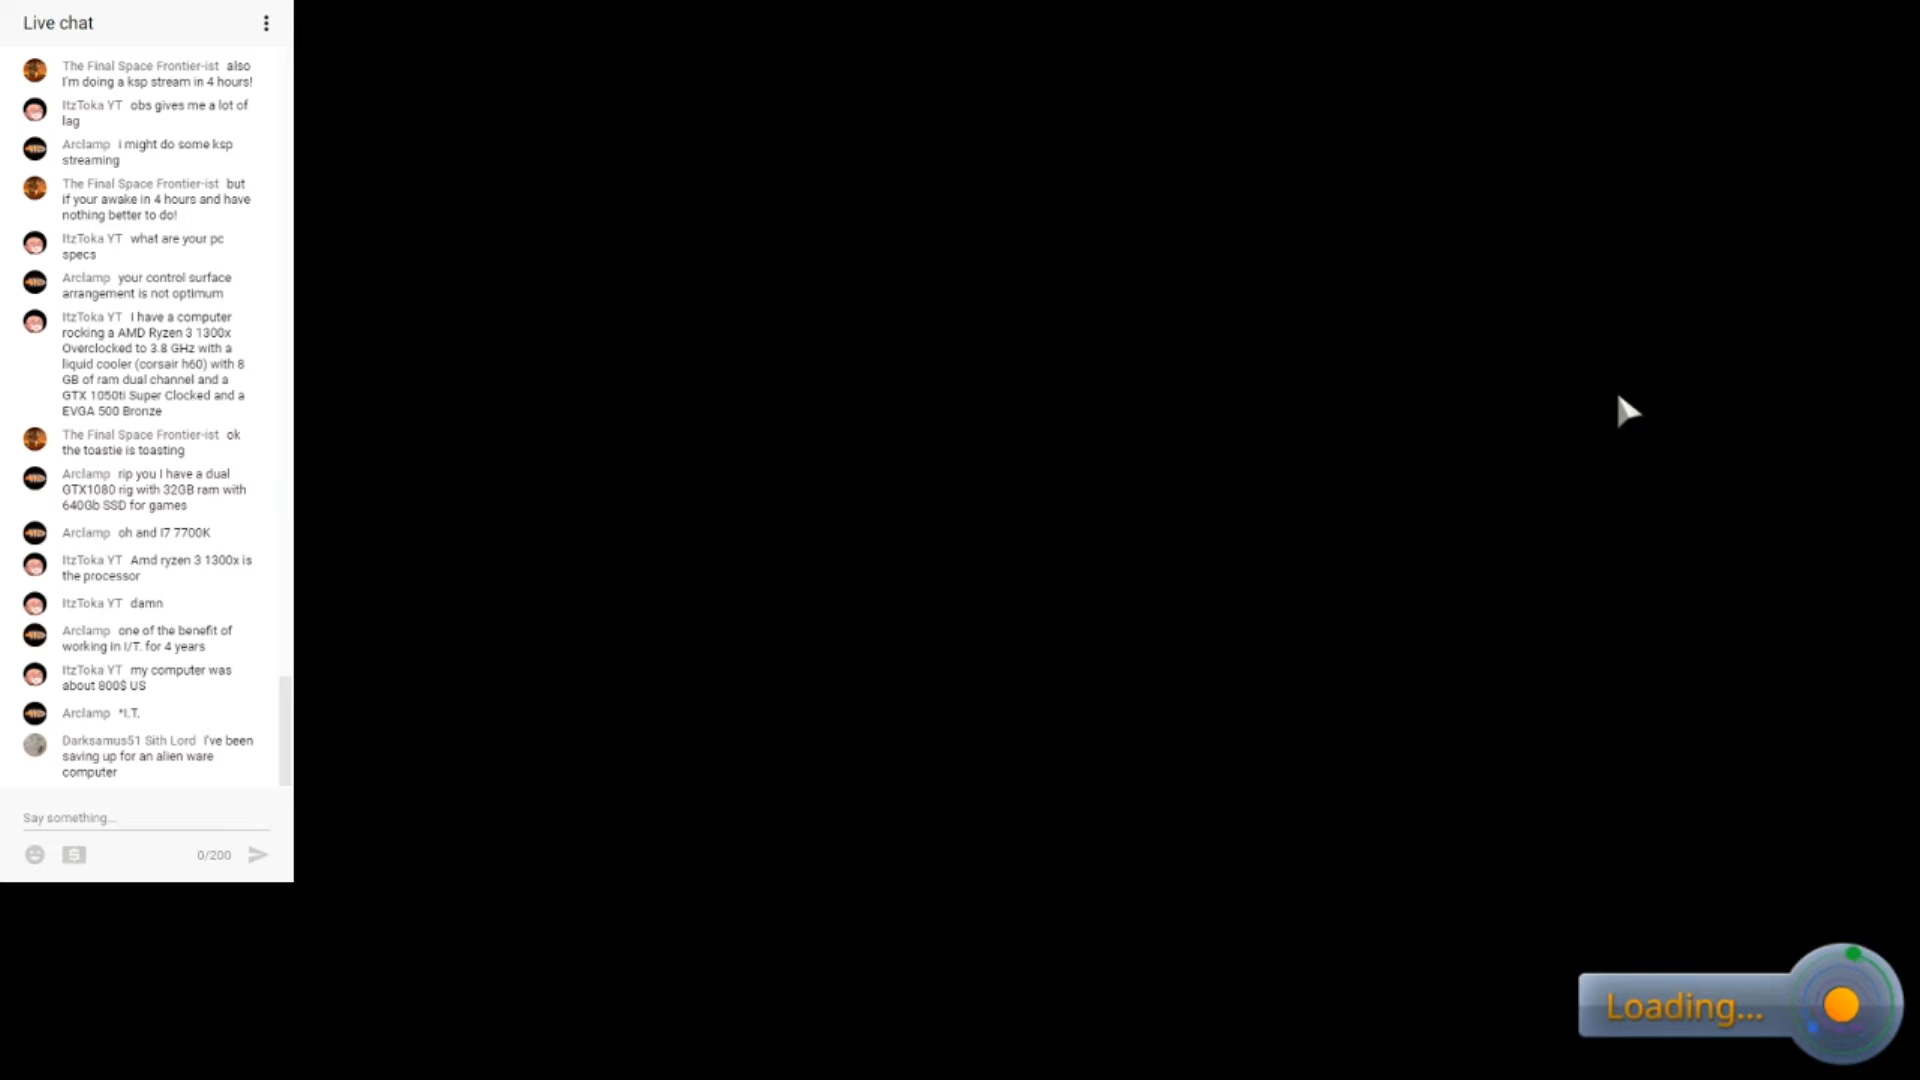 Live chat
The Final Space Frontier-ist also
I'm doing a ksp stream in 4 hours!
ItzToka YT obs gives me a lot of
lag
Arclamp i might do some ksp
streaming
The Final Space Frontier-ist but
if your awake in 4 hours and have
nothing better to do!
ItzToka YT what are your pc
specs
Arclamp your control surface
arrangement is not optimum
ItzToka YT I have a computer
rocking a AMD Ryzen 3 1300x
Overclocked to 3.8 GHz with a
liquid cooler (corsair h60) with 8
GB of ram dual channel and a
GTX 1050ti Super Clocked and a
EVGA 500 Bronze
The Final Space Frontier-ist ok
the toastie is toasting
Arclamp rip you I have a dual
GTX1080 rig with 32GB ram with
640Gb SSD for games
Arclamp oh and I7 7700K
ItzToka YT Amd ryzen 3 1300x is
the processor
ItzToka YT damn
Arclamp one of the benefit of
working in I/T. for 4 years
ItzToka YT my computer was
about 800$ US
Arclamp *I.T.
Darksamus51 Sith Lord I've been
saving up for an alien ware
computer
Say something...
0/200
Loading...